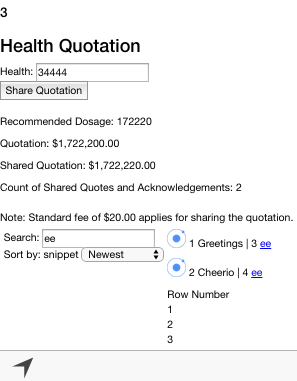 3
Health Quotation
Health: 34444
Share Quotation
Recommended Dosage: 172220
Quotation: $1,722,200.00
Shared Quotation: $1,722,220.00
Count of Shared Quotes and Acknowledgements: 2
Note: Standard fee of $20.00 applies for sharing the quotation.
Search: ee
Sort by: snippet Newest
1 Greetings | 3 ee
2 Cheerio | 4 ee
Row Number
1
2
3